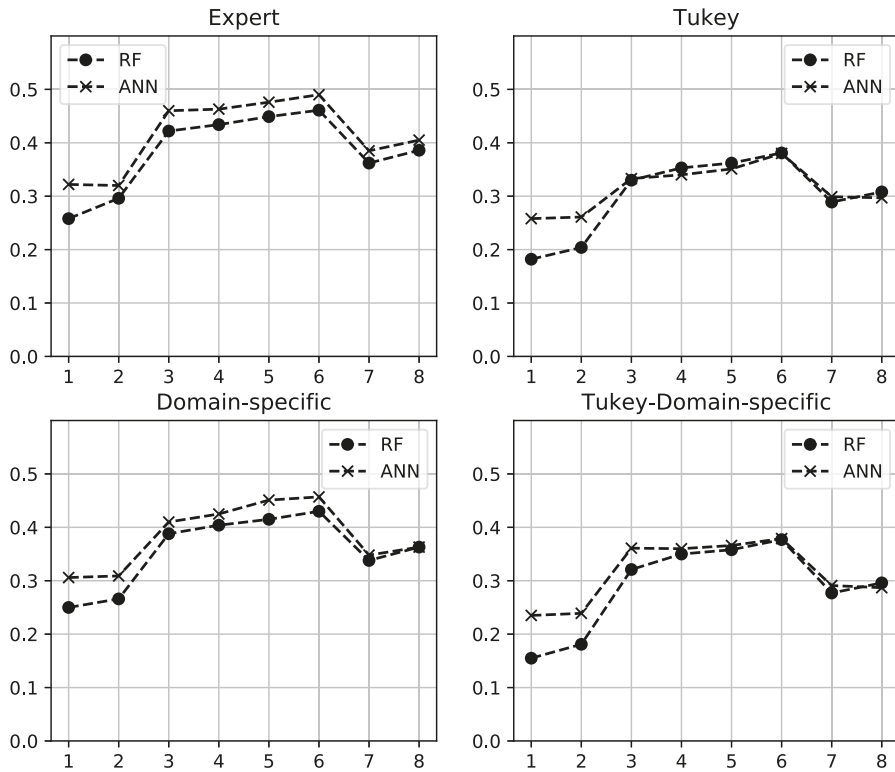 Expert
RF
ANN
0.5
0.4
0.3
0.2
0.1
0.0
1 2 3 4 5 6 7 8
Tukey
RF
ANN
0.5
0.4
0.3
0.2
0.1
0.0
1 2 3 4 5 6 7 8
Domain-specific
RF
ANN
0.5
0.4
0.3
0.2
0.1
0.0
1 2 3 4 5 6 7 8
Tukey-Domain-specific
RF
ANN
0.5
0.4
0.3
0.2
0.1
0.0
1 2 3 4 5 6 7 8